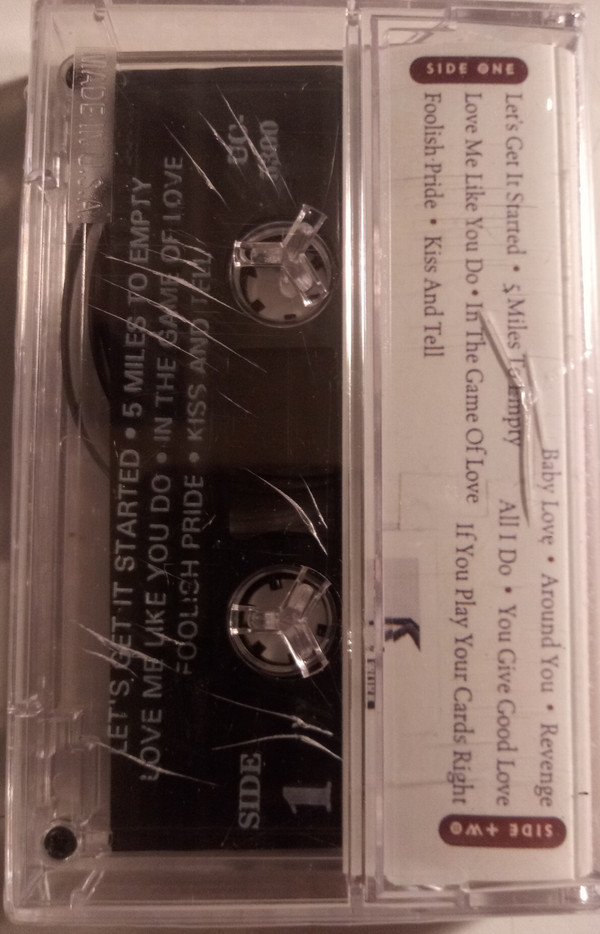 SIDE ONE
Let's Get It Started • 5 Miles To Empty
Love Me Like You Do • In The Game Of Love
Foolish Pride • Kiss And Tell
SIDE TWO
Baby Love • Around You • Revenge
All I Do • You Give Good Love
If You Play Your Cards Right
MADE IN U.S.A
SIDE
1
LET'S GET IT STARTED • 5 MILES TO EMPTY
LOVE ME LIKE YOU DO • IN THE GAME OF LOVE
FOOLISH PRIDE • KISS AND TELL